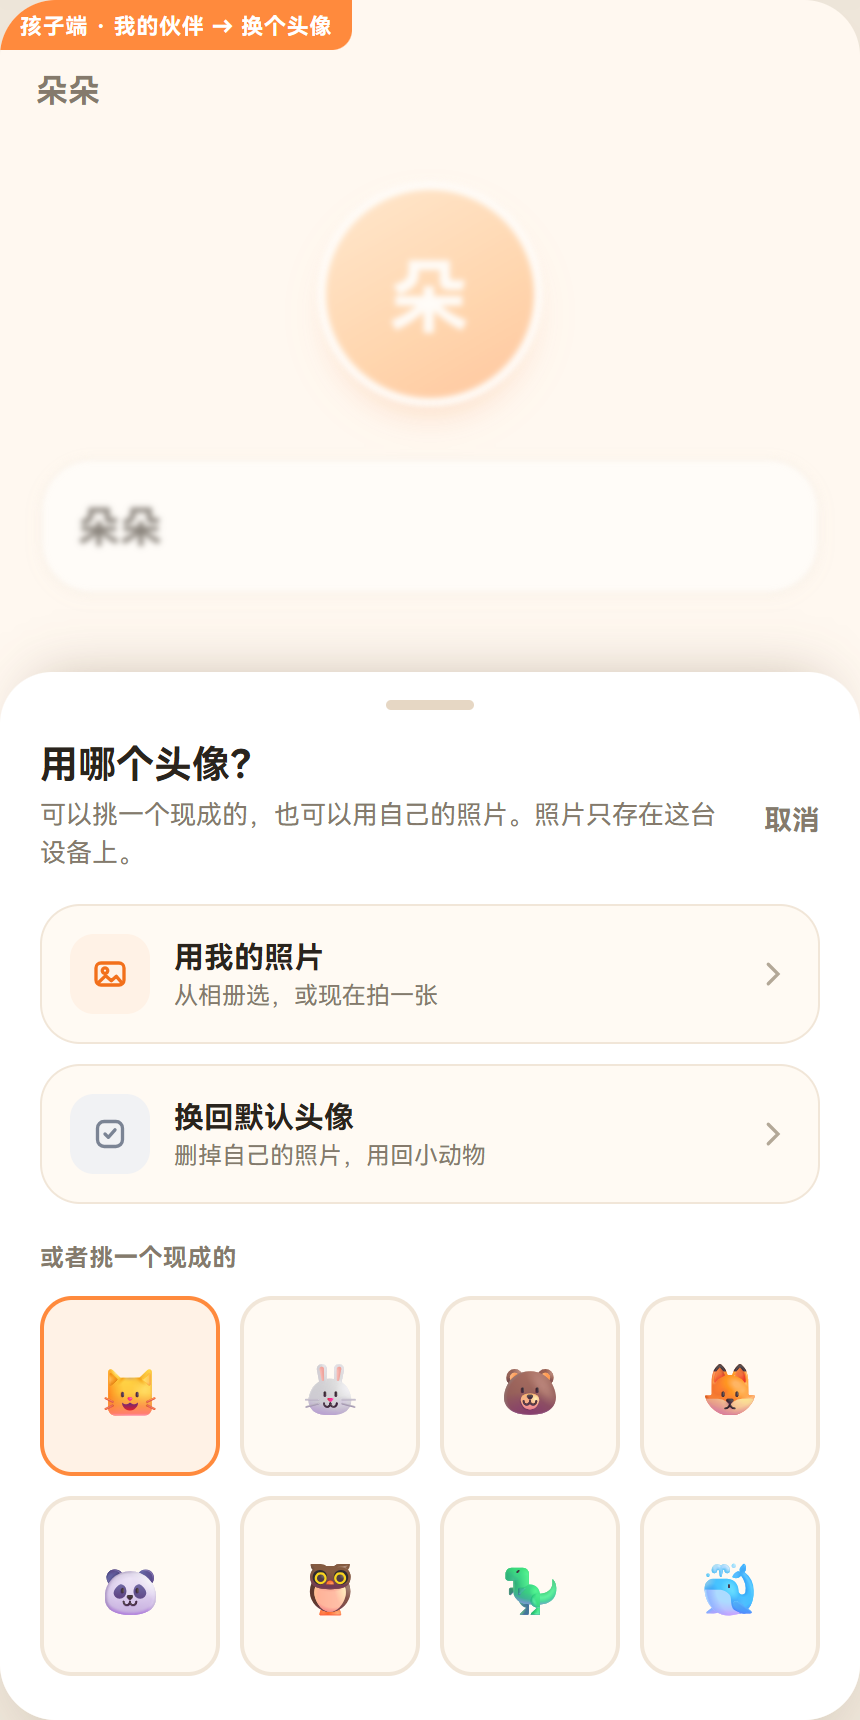 孩子端 · 我的伙伴 → 换个头像
朵朵
朵
朵朵
用哪个头像?
可以挑一个现成的，也可以用自己的照片。照片只存在这台
设备上。
取消
用我的照片
从相册选，或现在拍一张
换回默认头像
删掉自己的照片，用回小动物
或者挑一个现成的